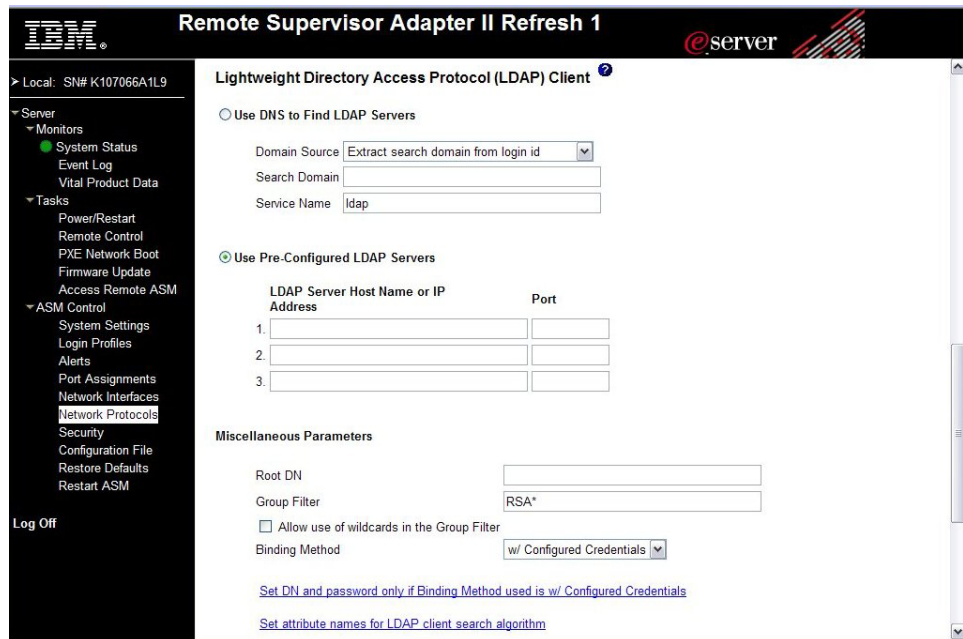 IBM®
Remote Supervisor Adapter II Refresh 1
eserver
Local: SN# K107066A1L9
Server
Monitors
System Status
Event Log
Vital Product Data
Tasks
Power/Restart
Remote Control
PXE Network Boot
Firmware Update
Access Remote ASM
ASM Control
System Settings
Login Profiles
Alerts
Port Assignments
Network Interfaces
Network Protocols
Security
Configuration File
Restore Defaults
Restart ASM
Log Off
Lightweight Directory Access Protocol (LDAP) Client ?
Use DNS to Find LDAP Servers
Domain Source Extract search domain from login id
Search Domain
Service Name ldap
Use Pre-Configured LDAP Servers
LDAP Server Host Name or IP
Address
Port
1.
2.
3.
Miscellaneous Parameters
Root DN
Group Filter RSA*
Allow use of wildcards in the Group Filter
Binding Method w/ Configured Credentials
Set DN and password only if Binding Method used is w/ Configured Credentials
Set attribute names for LDAP client search algorithm